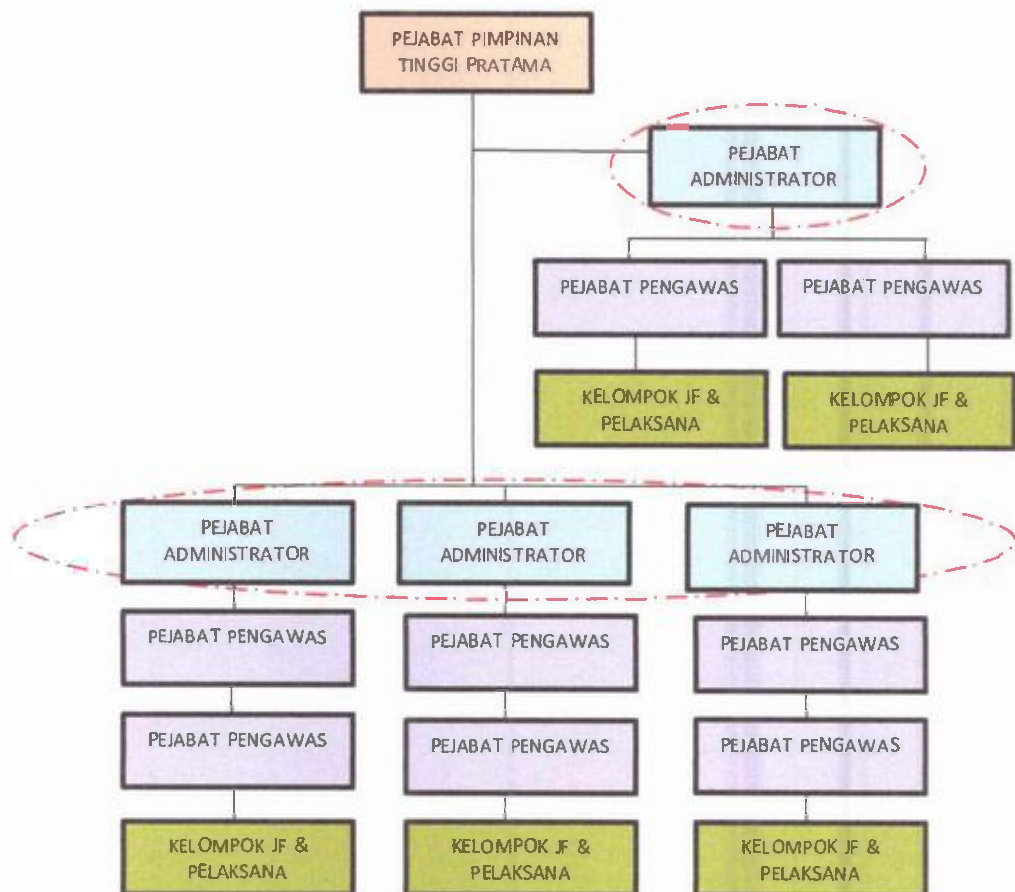 PEJABAT PIMPINAN
TINGGI PRATAMA
PEJABAT
ADMINISTRATOR
PEJABAT PENGAWAS
PEJABAT PENGAWAS
KELOMPOK JF &
PELAKSANA
KELOMPOK JF &
PELAKSANA
PEJABAT
ADMINISTRATOR
PEJABAT
ADMINISTRATOR
PEJABAT
ADMINISTRATOR
PEJABAT PENGAWAS
PEJABAT PENGAWAS
PEJABAT PENGAWAS
PEJABAT PENGAWAS
PEJABAT PENGAWAS
PEJABAT PENGAWAS
KELOMPOK JF &
PELAKSANA
KELOMPOK JF &
PELAKSANA
KELOMPOK JF &
PELAKSANA